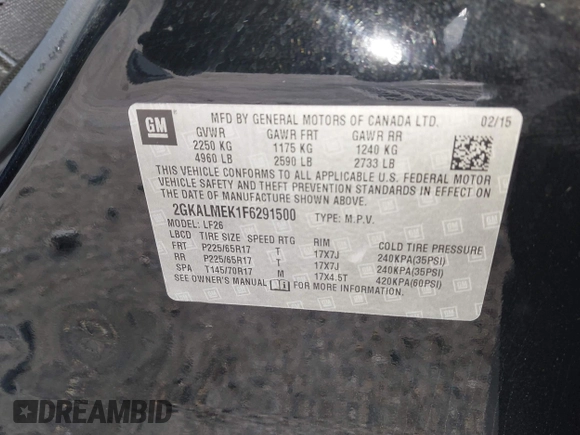 GM
MFD BY GENERAL MOTORS OF CANADA LTD. 02/15
GVWR GAWR FRT GAWR RR
2250 KG 1175 KG 1240 KG
4960 LB 2590 LB 2733 LB
THIS VEHICLE CONFORMS TO ALL APPLICABLE U.S. FEDERAL MOTOR
VEHICLE SAFETY AND THEFT PREVENTION STANDARDS IN EFFECT ON
THE DATE OF MANUFACTURE SHOWN ABOVE.
2GKALMEK1F6291500 TYPE: M.P.V.
MODEL: LF26
LBCD TIRE SIZE SPEED RTG RIM COLD TIRE PRESSURE
FRT P225/65R17 T 17X7J 240KPA(35PSI)
RR P225/65R17 T 17X7J 240KPA(35PSI)
SPA T145/70R17 M 17X4.5T 420KPA(60PSI)
SEE OWNER'S MANUAL FOR MORE INFORMATION.
DREAMBID